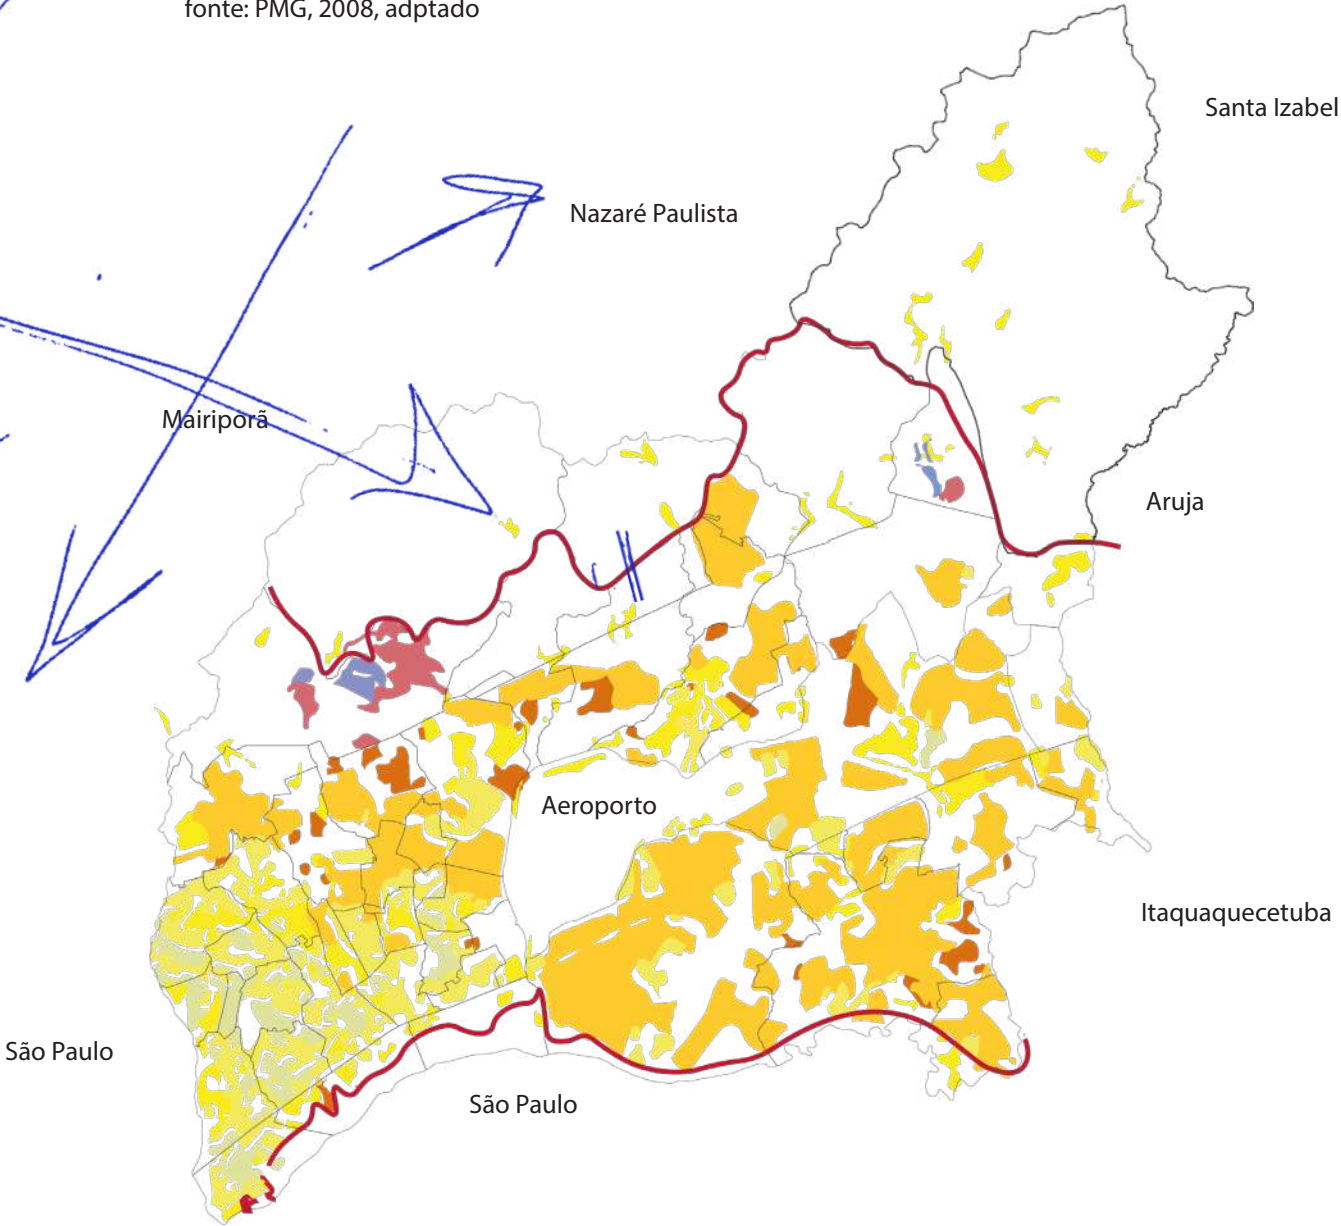 fonte: PMG, 2008, adptado
Santa Izabel
Nazaré Paulista
Mairiporã
Aruja
Aeroporto
Itaquaquecetuba
São Paulo
São Paulo